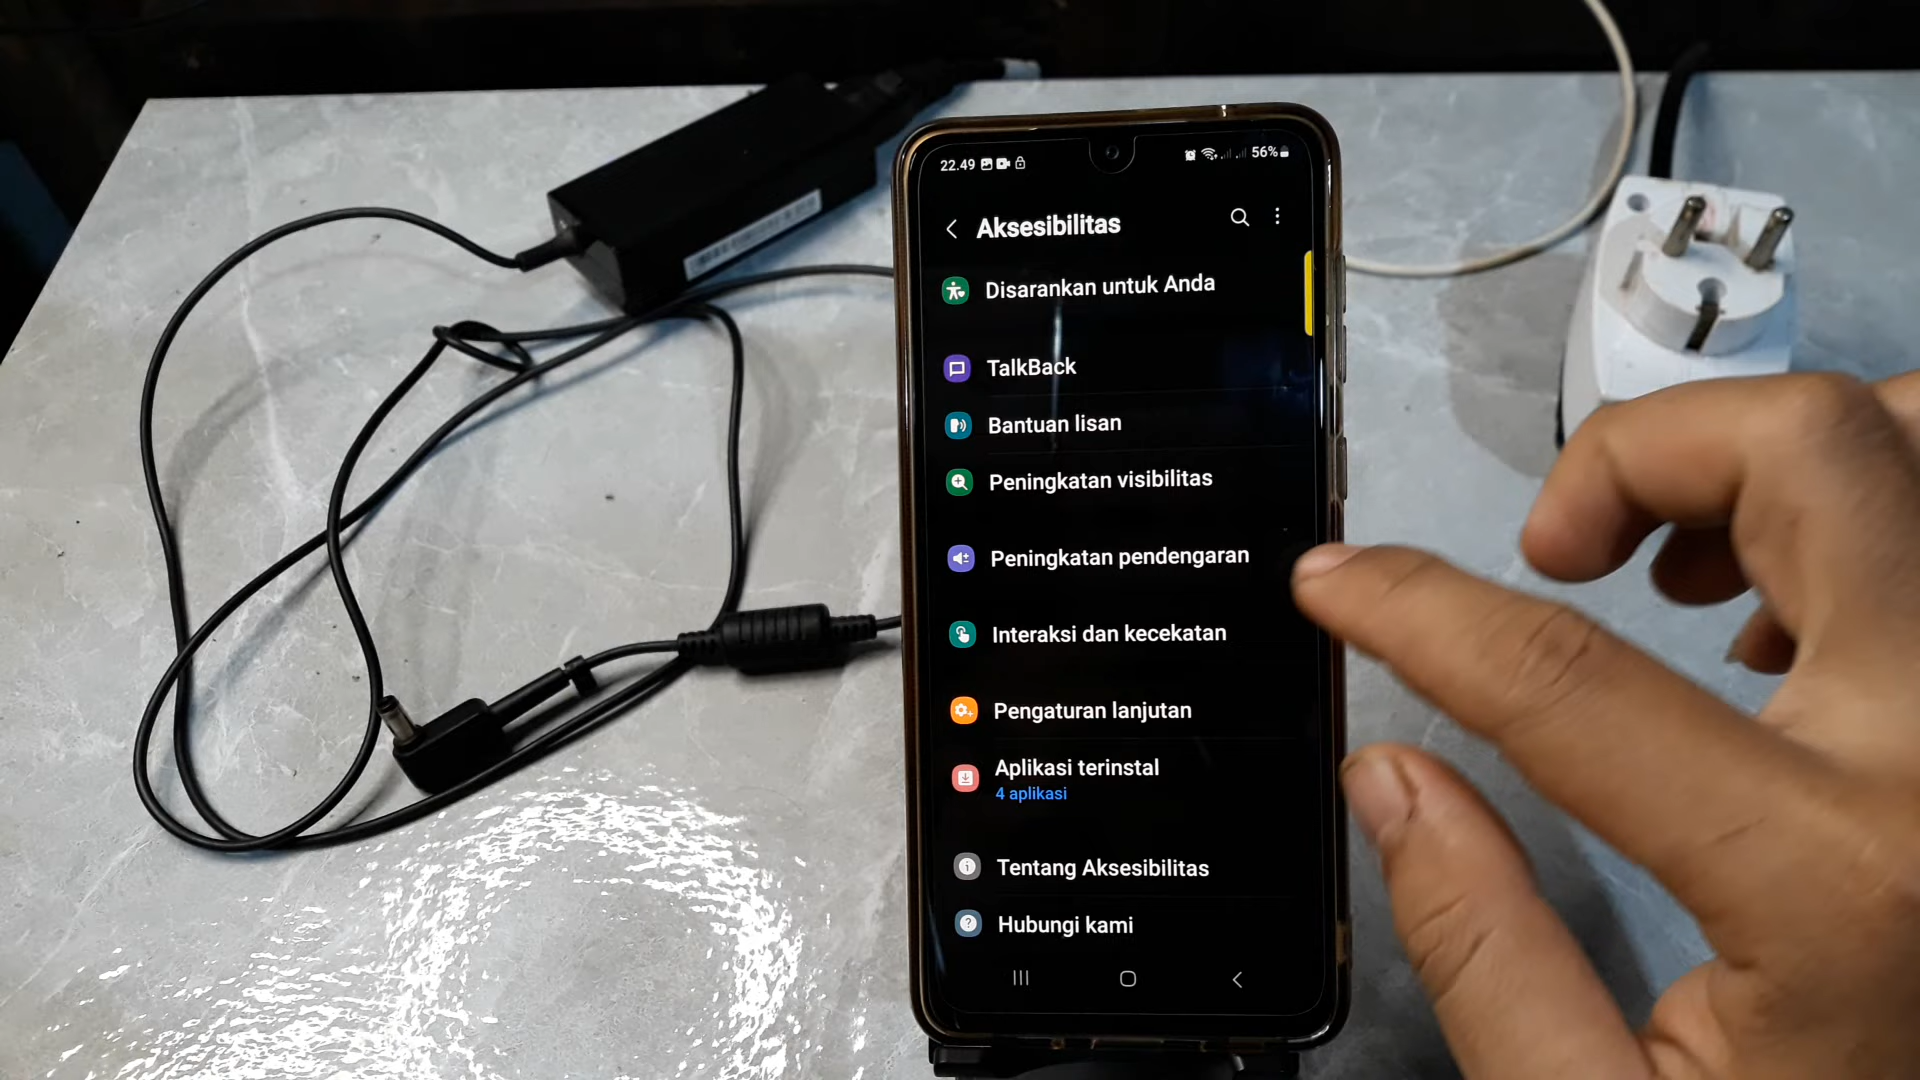 22.49
56%
Aksesibilitas
Disarankan untuk Anda
TalkBack
Bantuan lisan
Peningkatan visibilitas
Peningkatan pendengaran
Interaksi dan kecekatan
Pengaturan lanjutan
Aplikasi terinstal
4 aplikasi
Tentang Aksesibilitas
Hubungi kami